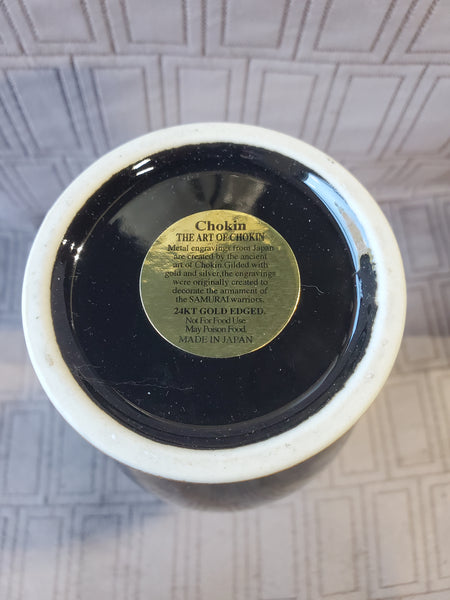 Chokin
THE ART OF CHOKIN
Metal engravings from Japan
are created by the ancient
art of Chokin.Gilded with
gold and silver,the engravings
were originally created to
decorate the armament of
the SAMURAI warriors.
24KT GOLD EDGED.
Not For Food Use
May Poison Food.
MADE IN JAPAN